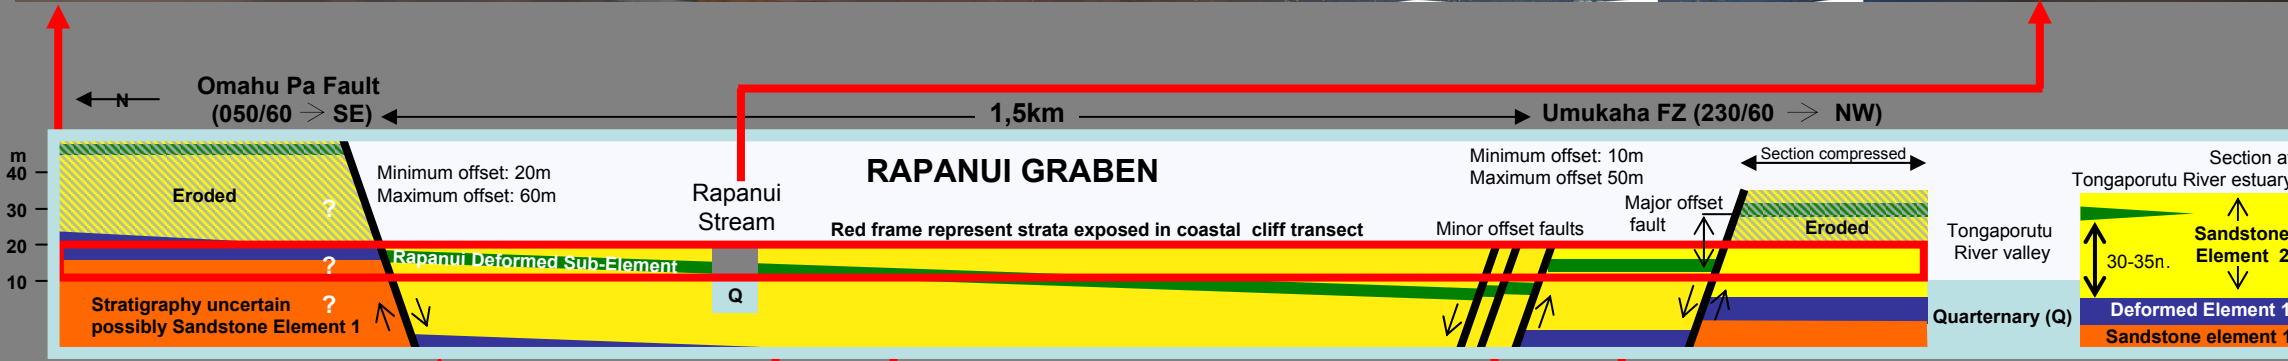 N
Omahu Pa Fault
(050/60 → SE)
1,5km
Umukaha FZ (230/60 → NW)
m
40
30
20
10
Eroded
?
?
?
Stratigraphy uncertain
possibly Sandstone Element 1
Minimum offset: 20m
Maximum offset: 60m
Rapanui Deformed Sub-Element
Rapanui
Stream
Q
RAPANUI GRABEN
Red frame represent strata exposed in coastal cliff transect
Minimum offset: 10m
Maximum offset 50m
Minor offset faults
Major offset
fault
Section compressed
Eroded
Tongaporutu
River valley
Quarternary (Q)
Section a
Tongaporutu River estuary
Sandstone
Element 2
30-35m.
Deformed Element 1
Sandstone element 1